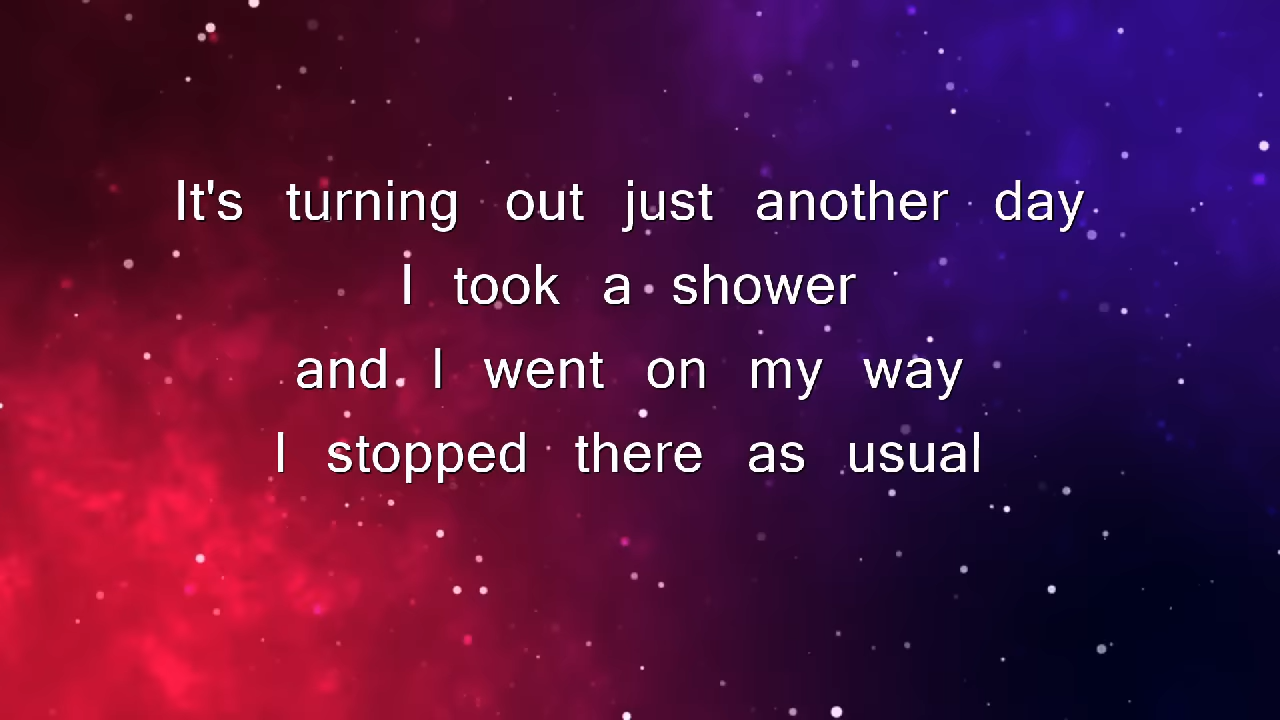 It's turning out just another day
I took a shower
and I went on my way
I stopped there as usual